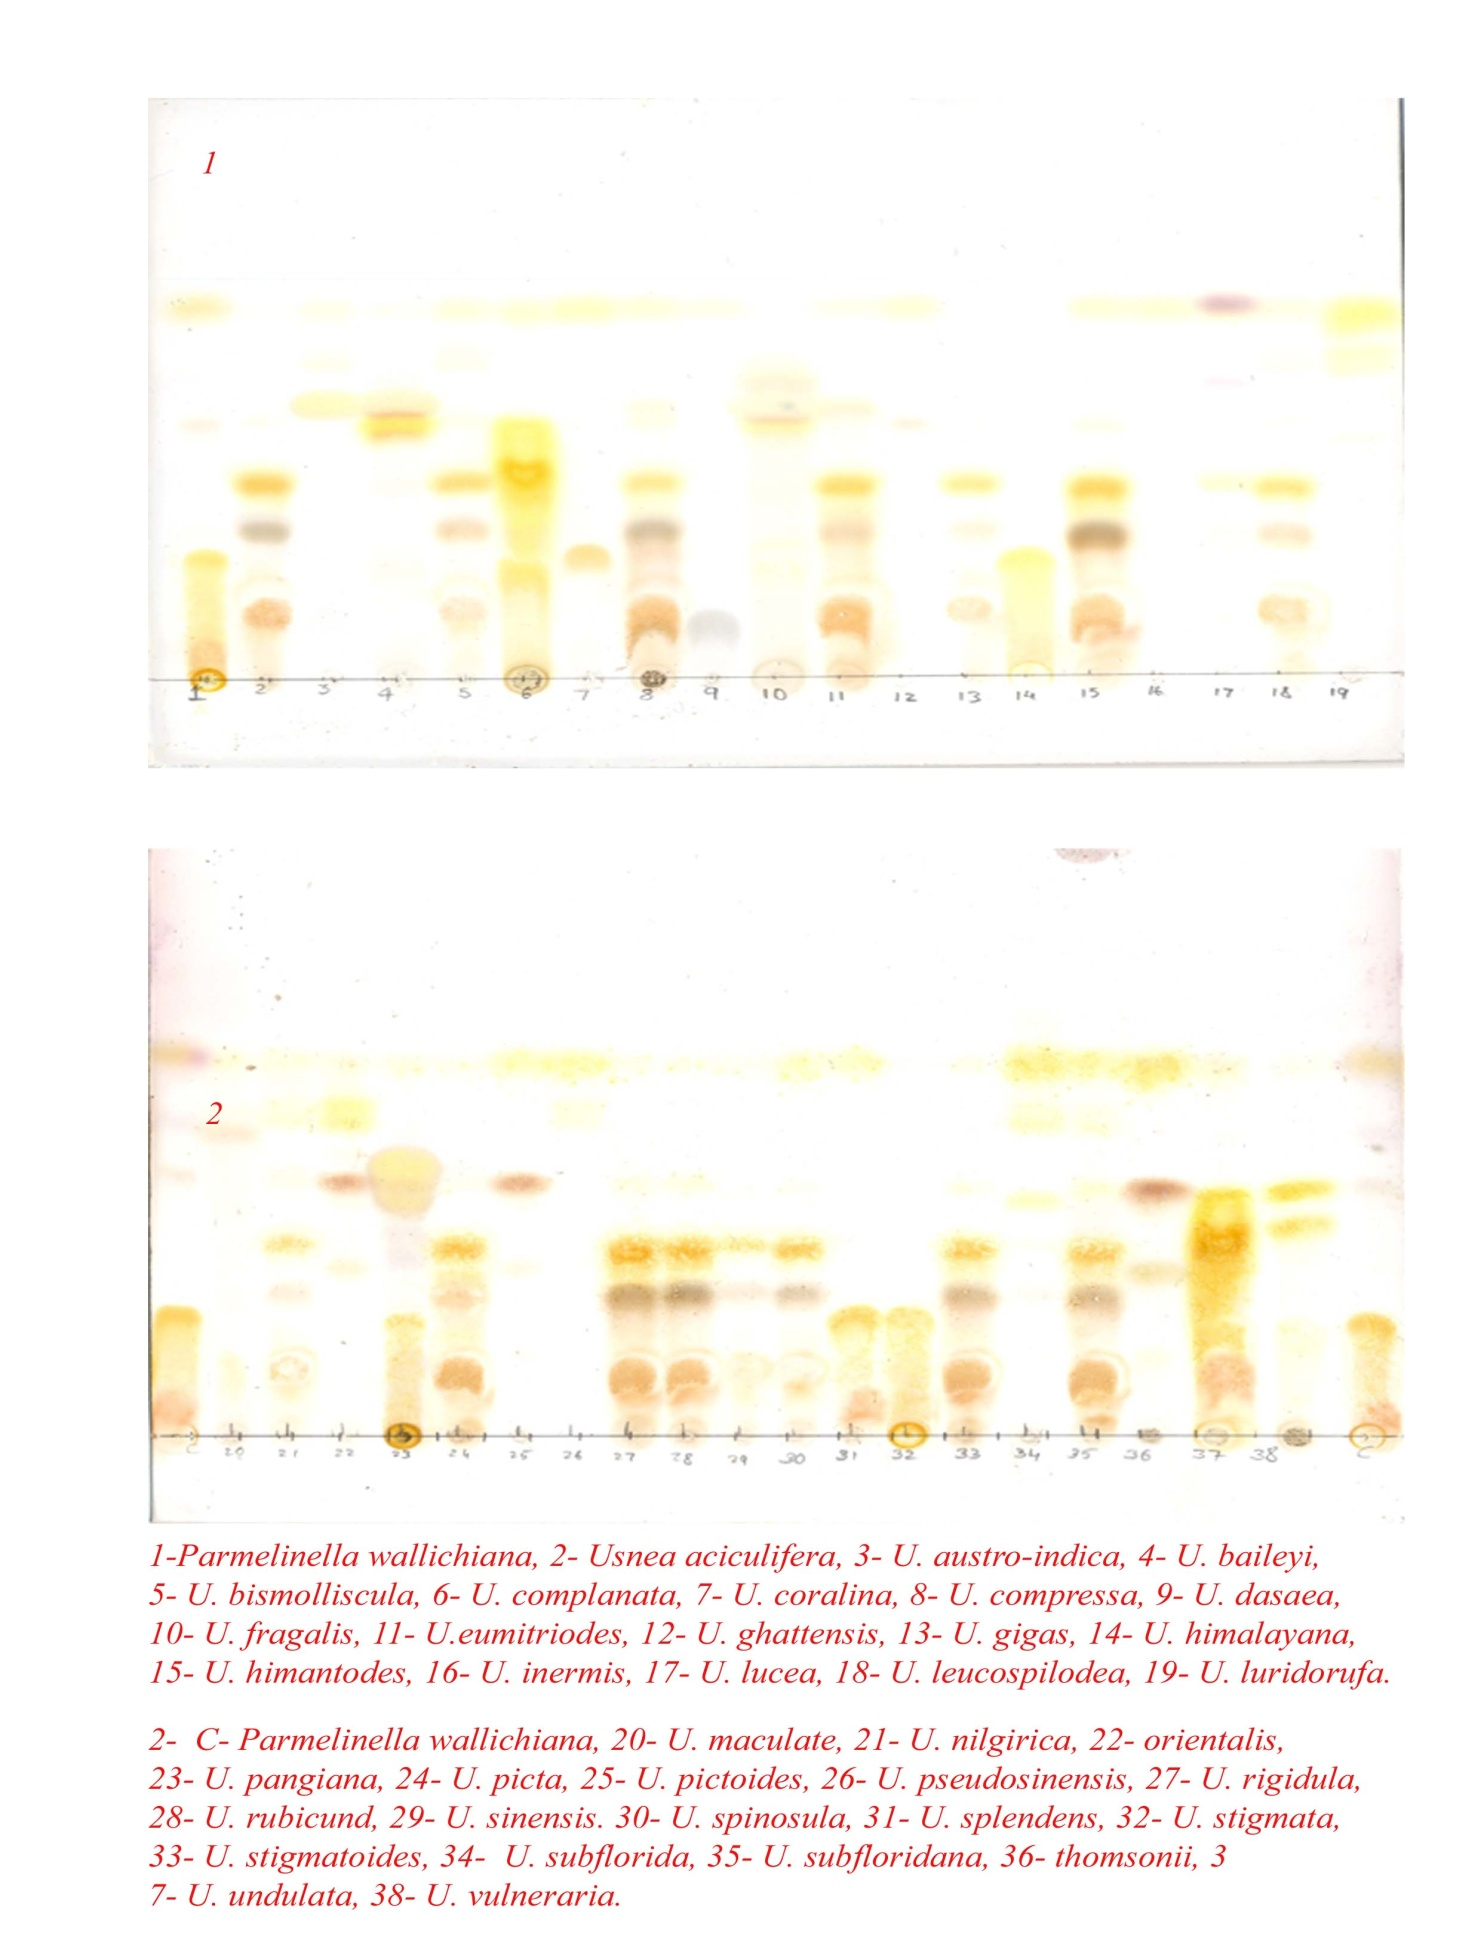 1
1 2 3 4 5 6 7 8 9 10 11 12 13 14 15 16 17 18 19
2
C 20 21 22 23 24 25 26 27 28 29 30 31 32 33 34 35 36 37 38 C
1-Parmelinella wallichiana, 2- Usnea aciculifera, 3- U. austro-indica, 4- U. baileyi,
5- U. bismolliscula, 6- U. complanata, 7- U. coralina, 8- U. compressa, 9- U. dasaea,
10- U. fragalis, 11- U.eumitriodes, 12- U. ghattensis, 13- U. gigas, 14- U. himalayana,
15- U. himantodes, 16- U. inermis, 17- U. lucea, 18- U. leucospilodea, 19- U. luridorufa.
2- C- Parmelinella wallichiana, 20- U. maculate, 21- U. nilgirica, 22- orientalis,
23- U. pangiana, 24- U. picta, 25- U. pictoides, 26- U. pseudosinensis, 27- U. rigidula,
28- U. rubicund, 29- U. sinensis. 30- U. spinosula, 31- U. splendens, 32- U. stigmata,
33- U. stigmatoides, 34- U. subflorida, 35- U. subfloridana, 36- thomsonii, 3
7- U. undulata, 38- U. vulneraria.